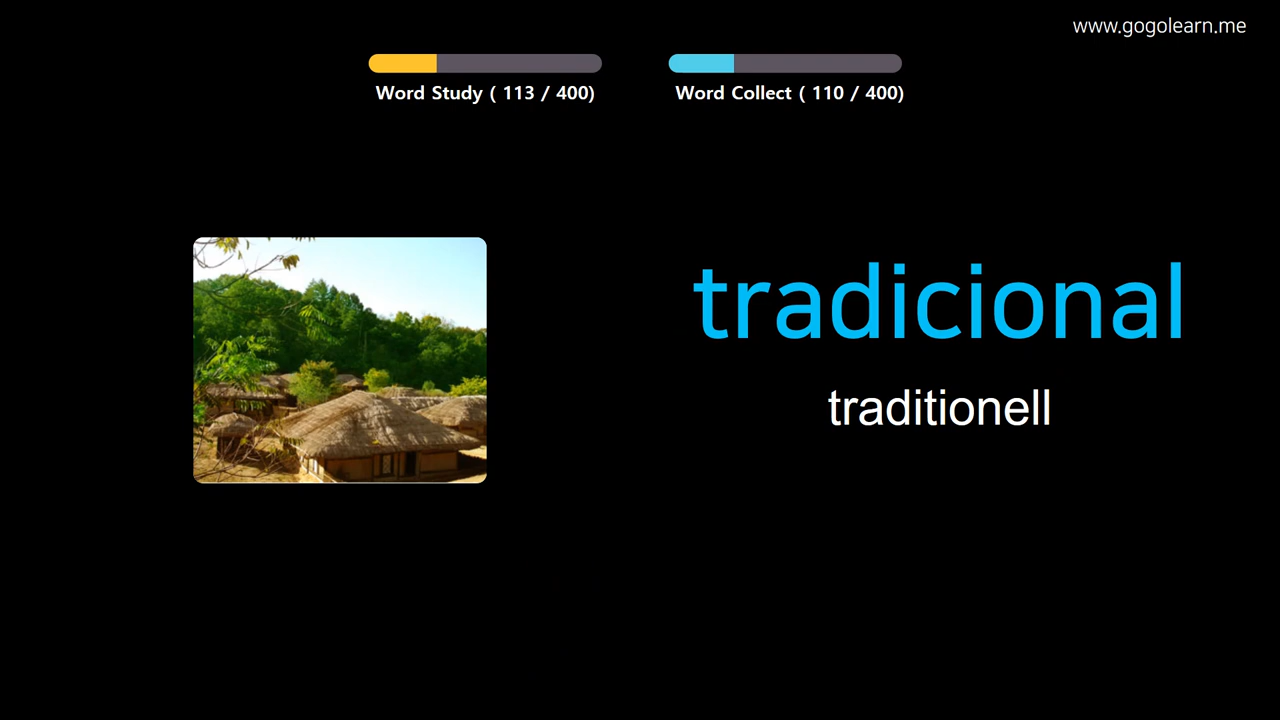 www.gogolearn.me
Word Study ( 113 / 400)
Word Collect ( 110 / 400)
tradicional
traditionell